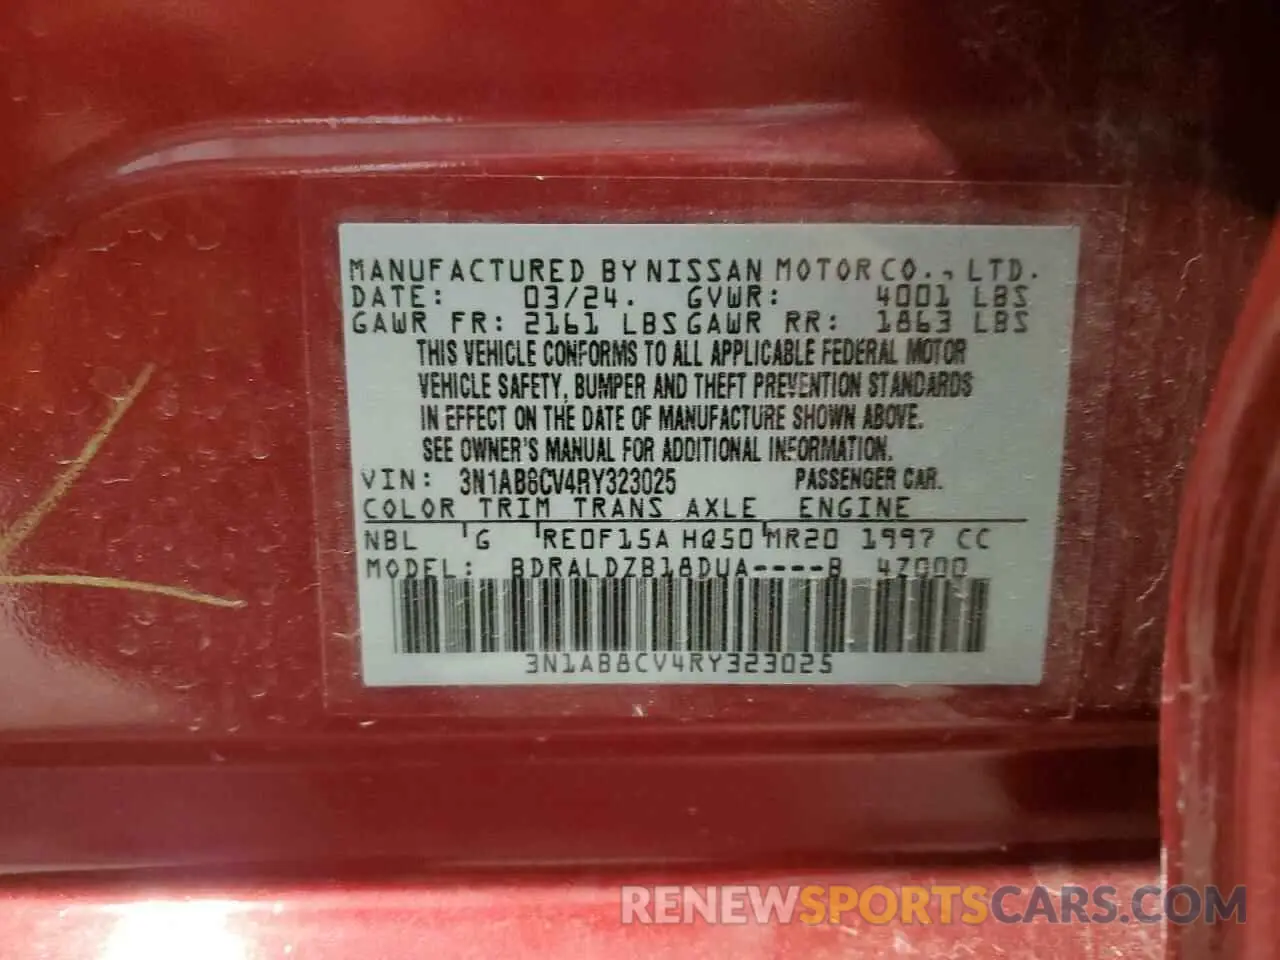 MANUFACTURED BY NISSAN MOTOR CO., LTD.
DATE: 03/24. GVWR: 4001 LBS
GAWR FR: 2161 LBS GAWR RR: 1863 LBS
THIS VEHICLE CONFORMS TO ALL APPLICABLE FEDERAL MOTOR
VEHICLE SAFETY, BUMPER AND THEFT PREVENTION STANDARDS
IN EFFECT ON THE DATE OF MANUFACTURE SHOWN ABOVE.
SEE OWNER'S MANUAL FOR ADDITIONAL INFORMATION.
VIN: 3N1AB8CV4RY323025 PASSENGER CAR.
COLOR TRIM TRANS AXLE ENGINE
NBL G RE0F15A HQ50 MR20 1997 CC
MODEL: BDRALDZB18DUA----B 47000
3N1AB8CV4RY323025
RENEWSPORTSCARS.COM